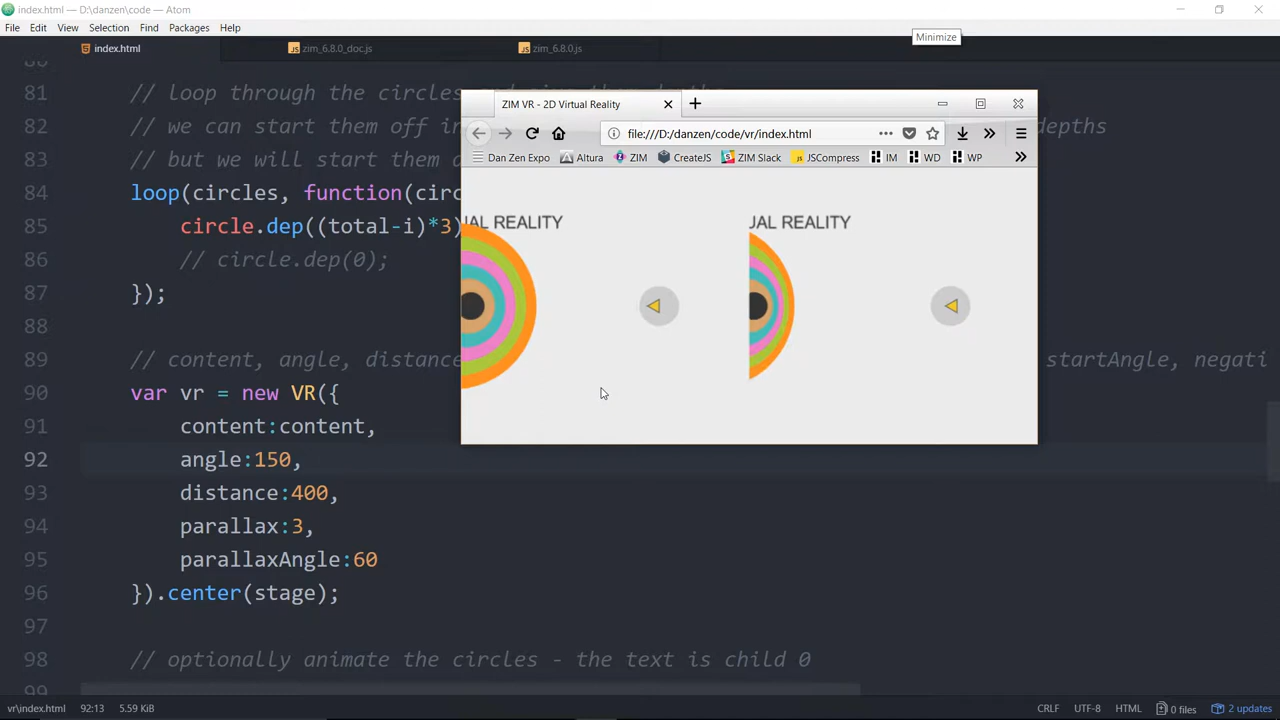 index.html — D:\danzen\code — Atom
File Edit View Selection Find Packages Help
Minimize
index.html
zim_6.8.0_doc.js
zim_6.8.0.js
81 // loop through the circles
82 // we can start them off in
depths
83 // but we will start them
84 loop(circles, function(circ
85 circle.dep((total-i)*3)
86 // circle.dep(0);
87 });
88
89 // content, angle, distance
startAngle, negati
90 var vr = new VR({
91 content:content,
92 angle:150,
93 distance:400,
94 parallax:3,
95 parallaxAngle:60
96 }).center(stage);
97
98 // optionally animate the circles - the text is child 0
99
ZIM VR - 2D Virtual Reality
file:///D:/danzen/code/vr/index.html
Dan Zen Expo Altura ZIM CreateJS ZIM Slack JSCompress IM WD WP
UAL REALITY
UAL REALITY
vr\index.html 92:13 5.59 KiB
CRLF UTF-8 HTML 0 files 2 updates